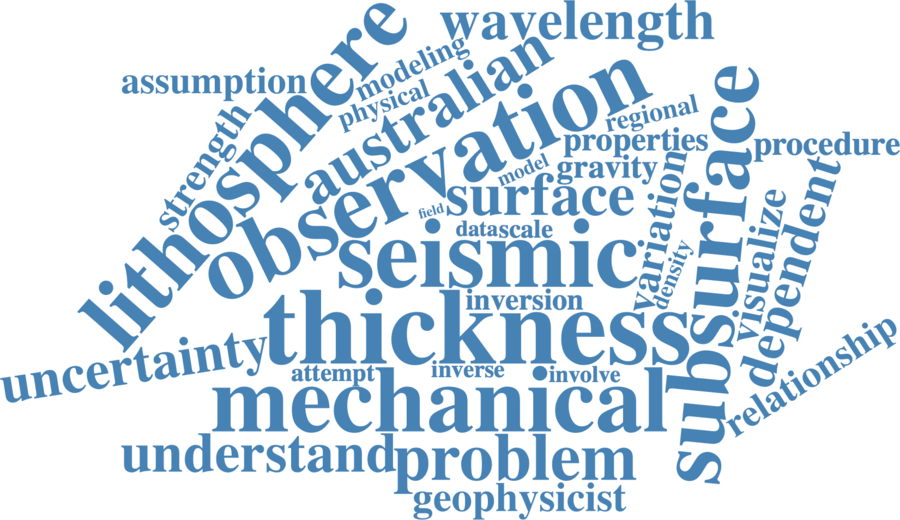 wavelength
lithosphere
modeling
assumption
physical
australian
observation
regional
strength
properties
procedure
subsurface
model
gravity
surface
field
variation
datascale
seismic
density
visualize
dependent
inversion
thickness
uncertainty
attempt
inverse
involve
relationship
mechanical
understand
problem
geophysicist